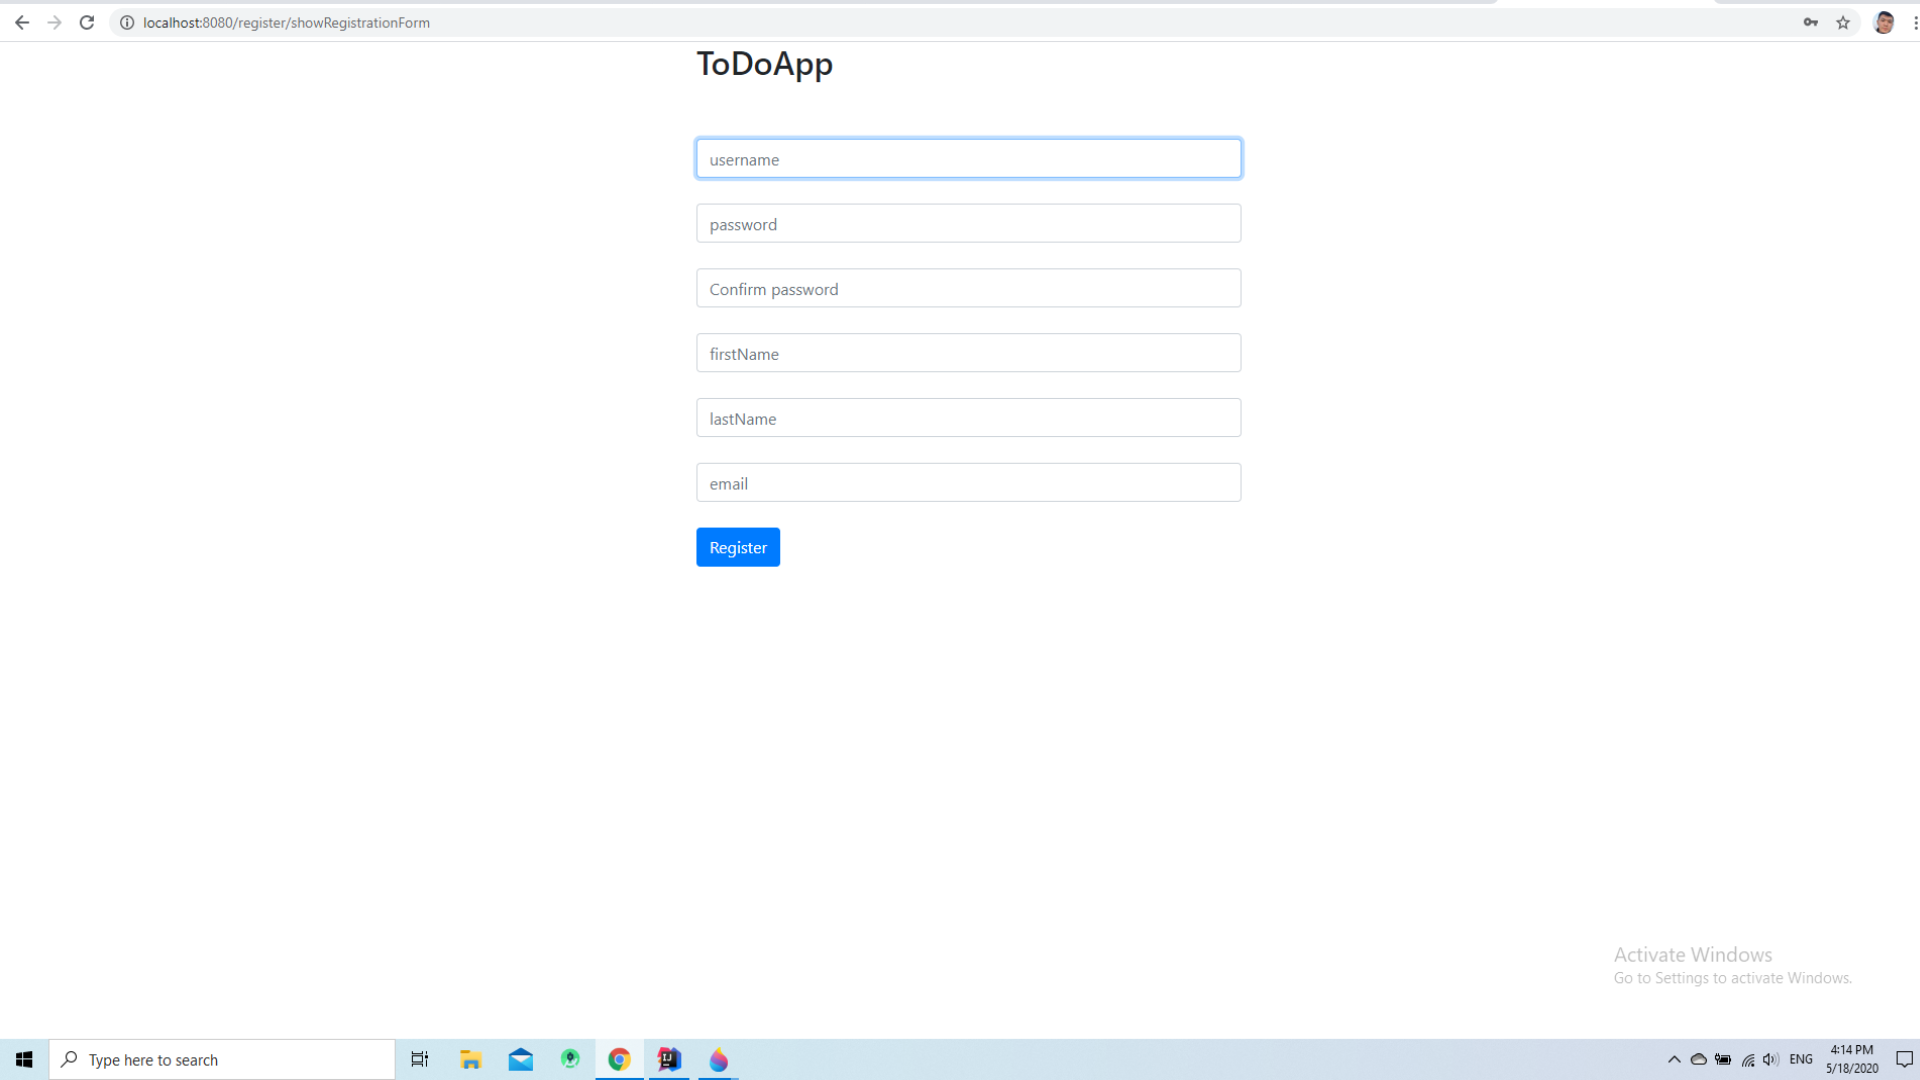 localhost:8080/register/showRegistrationForm
ToDoApp
username
password
Confirm password
firstName
lastName
email
Register
Activate Windows
Go to Settings to activate Windows.
Type here to search
ENG
4:14 PM
5/18/2020